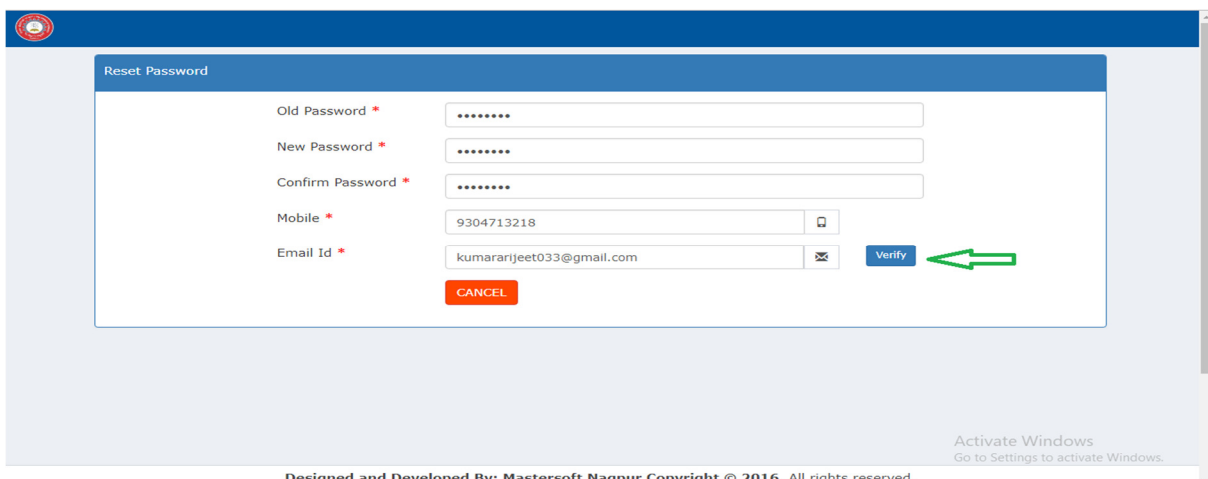 Reset Password
Old Password * ••••••••
New Password * ••••••••
Confirm Password * ••••••••
Mobile * 9304713218
Email Id * kumararijeet033@gmail.com Verify
CANCEL
Activate Windows
Go to Settings to activate Windows.
Designed and Developed By: Mastersoft Nagpur Copyright © 2016. All rights reserved